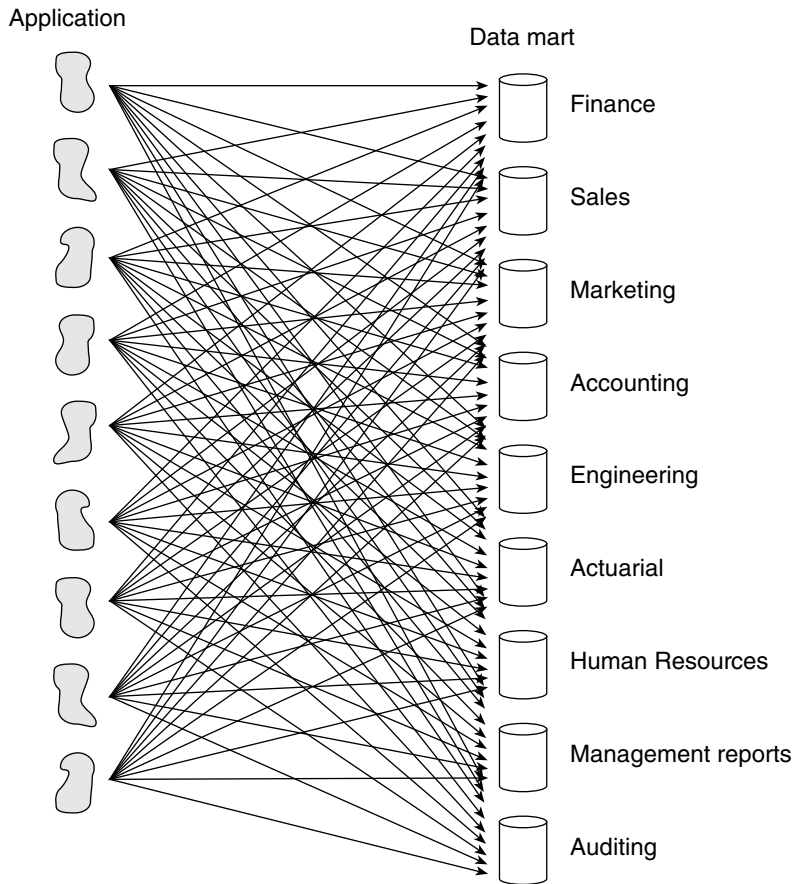 Application
Data mart
Finance
Sales
Marketing
Accounting
Engineering
Actuarial
Human Resources
Management reports
Auditing